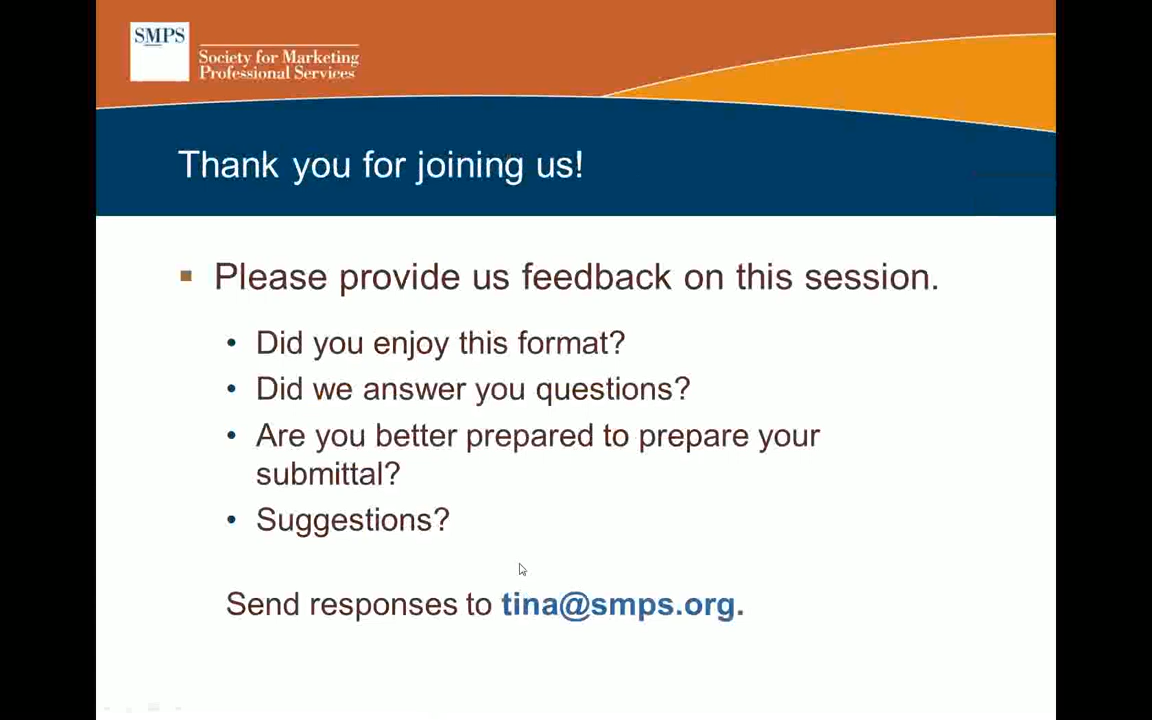 SMPS
Society for Marketing
Professional Services
Thank you for joining us!
Please provide us feedback on this session.
Did you enjoy this format?
Did we answer you questions?
Are you better prepared to prepare your
submittal?
Suggestions?
Send responses to tina@smps.org.